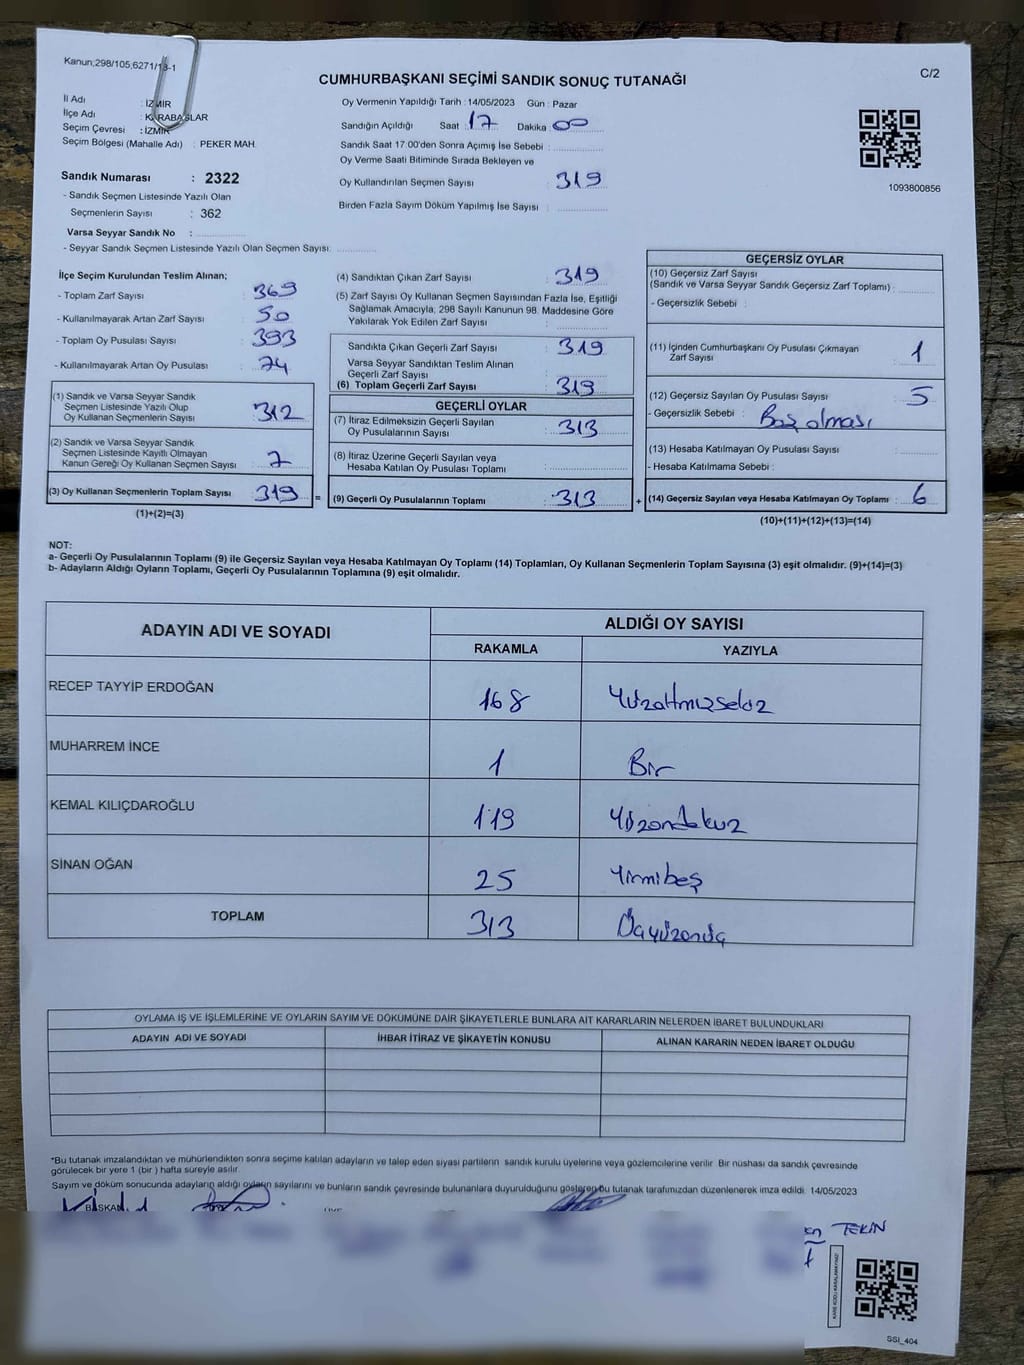 Kanun;298/105,6271/13-1
C/2
CUMHURBAŞKANI SEÇİMİ SANDIK SONUÇ TUTANAĞI
İl Adı : İZMİR
İlçe Adı : KARABAĞLAR
Seçim Çevresi : İZMİR
Seçim Bölgesi (Mahalle Adı) : PEKER MAH.
Oy Vermenin Yapıldığı Tarih : 14/05/2023 Gün : Pazar
Sandığın Açıldığı Saat : 17 Dakika : 00
Sandık Saat 17.00'den Sonra Açımış İse Sebebi :
Oy Verme Saati Bitiminde Sırada Bekleyen ve
Oy Kullandırılan Seçmen Sayısı : 319
Birden Fazla Sayım Döküm Yapılmış İse Sayısı :
1093800856
Sandık Numarası : 2322
- Sandık Seçmen Listesinde Yazılı Olan
Seçmenlerin Sayısı : 362
Varsa Seyyar Sandık No :
- Seyyar Sandık Seçmen Listesinde Yazılı Olan Seçmen Sayısı:
İlçe Seçim Kurulundan Teslim Alınan;
- Toplam Zarf Sayısı : 369
- Kullanılmayarak Artan Zarf Sayısı : 50
- Toplam Oy Pusulası Sayısı : 393
- Kullanılmayarak Artan Oy Pusulası : 74
(1) Sandık ve Varsa Seyyar Sandık
Seçmen Listesinde Yazılı Olup
Oy Kullanan Seçmenlerin Sayısı : 312
(2) Sandık ve Varsa Seyyar Sandık
Seçmen Listesinde Kayıtlı Olmayan
Kanun Gereği Oy Kullanan Seçmen Sayısı : 7
(3) Oy Kullanan Seçmenlerin Toplam Sayısı : 319 =
(1)+(2)=(3)
(4) Sandıktan Çıkan Zarf Sayısı : 319
(5) Zarf Sayısı Oy Kullanan Seçmen Sayısından Fazla İse, Eşitliği
Sağlamak Amacıyla; 298 Sayılı Kanunun 98. Maddesine Göre
Yakılarak Yok Edilen Zarf Sayısı :
Sandıkta Çıkan Geçerli Zarf Sayısı : 319
Varsa Seyyar Sandıktan Teslim Alınan
Geçerli Zarf Sayısı :
(6) Toplam Geçerli Zarf Sayısı : 319
GEÇERLİ OYLAR
(7) İtiraz Edilmeksizin Geçerli Sayılan
Oy Pusulalarının Sayısı : 313
(8) İtiraz Üzerine Geçerli Sayılan veya
Hesaba Katılan Oy Pusulası Toplamı :
(9) Geçerli Oy Pusulalarının Toplamı : 313 +
GEÇERSİZ OYLAR
(10) Geçersiz Zarf Sayısı
(Sandık ve Varsa Seyyar Sandık Geçersiz Zarf Toplamı) :
- Geçersizlik Sebebi :
(11) İçinden Cumhurbaşkanı Oy Pusulası Çıkmayan
Zarf Sayısı : 1
(12) Geçersiz Sayılan Oy Pusulası Sayısı : 5
- Geçersizlik Sebebi : Boş olması
(13) Hesaba Katılmayan Oy Pusulası Sayısı :
- Hesaba Katılmama Sebebi :
(14) Geçersiz Sayılan veya Hesaba Katılmayan Oy Toplamı : 6
(10)+(11)+(12)+(13)=(14)
NOT:
a- Geçerli Oy Pusulalarının Toplamı (9) ile Geçersiz Sayılan veya Hesaba Katılmayan Oy Toplamı (14) Toplamları, Oy Kullanan Seçmenlerin Toplam Sayısına (3) eşit olmalıdır. (9)+(14)=(3)
b- Adayların Aldığı Oyların Toplamı, Geçerli Oy Pusulalarının Toplamına (9) eşit olmalıdır.
ADAYIN ADI VE SOYADI ALDIĞI OY SAYISI
RAKAMLA YAZIYLA
RECEP TAYYİP ERDOĞAN 168 Yüzaltmışsekiz
MUHARREM İNCE 1 Bir
KEMAL KILIÇDAROĞLU 119 Yüzondokuz
SİNAN OĞAN 25 Yirmibeş
TOPLAM 313 Üçyüzonüç
OYLAMA İŞ VE İŞLEMLERİNE VE OYLARIN SAYIM VE DÖKÜMÜNE DAİR ŞİKAYETLERLE BUNLARA AİT KARARLARIN NELERDEN İBARET BULUNDUKLARI
ADAYIN ADI VE SOYADI İHBAR İTİRAZ VE ŞİKAYETİN KONUSU ALINAN KARARIN NEDEN İBARET OLDUĞU
*Bu tutanak imzalandıktan ve mühürlendikten sonra seçime katılan adayların ve talep eden siyasi partilerin sandık kurulu üyelerine veya gözlemcilerine verilir. Bir nüshası da sandık çevresinde
görülecek bir yere 1 (bir ) hafta süreyle asılır.
Sayım ve döküm sonucunda adayların aldığı oyların sayılarını ve bunların sandık çevresinde bulunanlara duyurulduğunu gösteren bu tutanak tarafımızdan düzenlenerek imza edildi. 14/05/2023
BAŞKAN
TEKİN
SSI_404